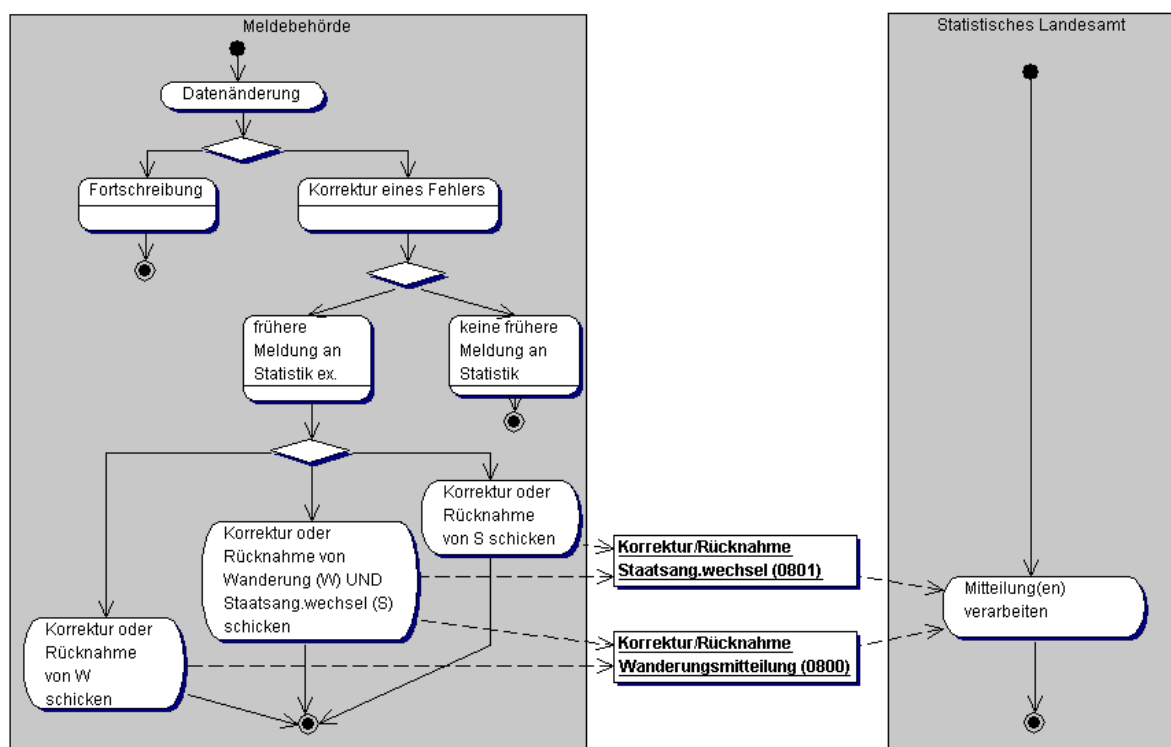 Meldebehörde
Statistisches Landesamt
Datenänderung
Fortschreibung
Korrektur eines Fehlers
frühere
Meldung an
Statistik ex.
keine frühere
Meldung an
Statistik
Korrektur oder
Rücknahme
von S schicken
Korrektur oder
Rücknahme von
Wanderung (W) UND
Staatsang.wechsel (S)
schicken
Korrektur oder
Rücknahme
von W
schicken
Korrektur/Rücknahme
Staatsang.wechsel (0801)
Korrektur/Rücknahme
Wanderungsmitteilung (0800)
Mitteilung(en)
verarbeiten